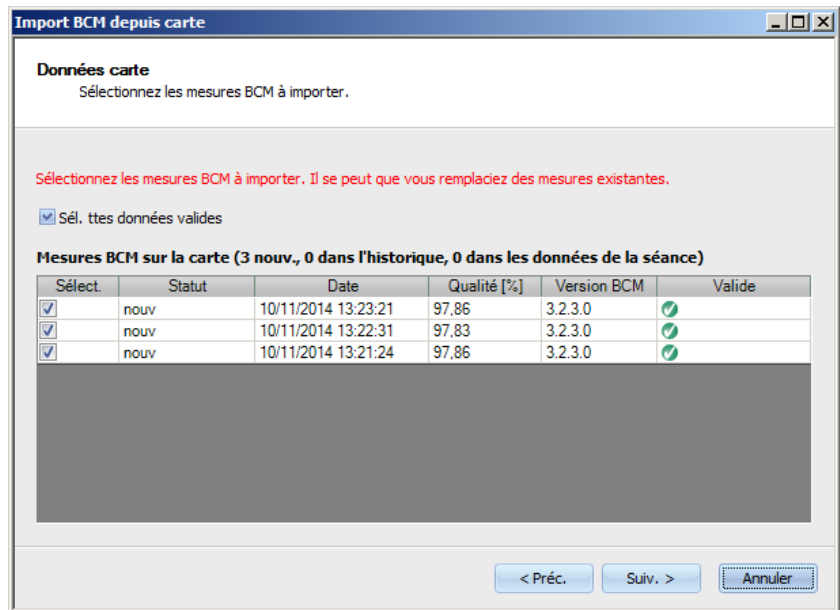 Import BCM depuis carte
Données carte
Sélectionnez les mesures BCM à importer.
Sélectionnez les mesures BCM à importer. Il se peut que vous remplaciez des mesures existantes.
Sél. ttes données valides
Mesures BCM sur la carte (3 nouv., 0 dans l'historique, 0 dans les données de la séance)
Sélect. Statut Date Qualité [%] Version BCM Valide
nouv 10/11/2014 13:23:21 97,86 3.2.3.0
nouv 10/11/2014 13:22:31 97,83 3.2.3.0
nouv 10/11/2014 13:21:24 97,86 3.2.3.0
< Préc. Suiv. > Annuler